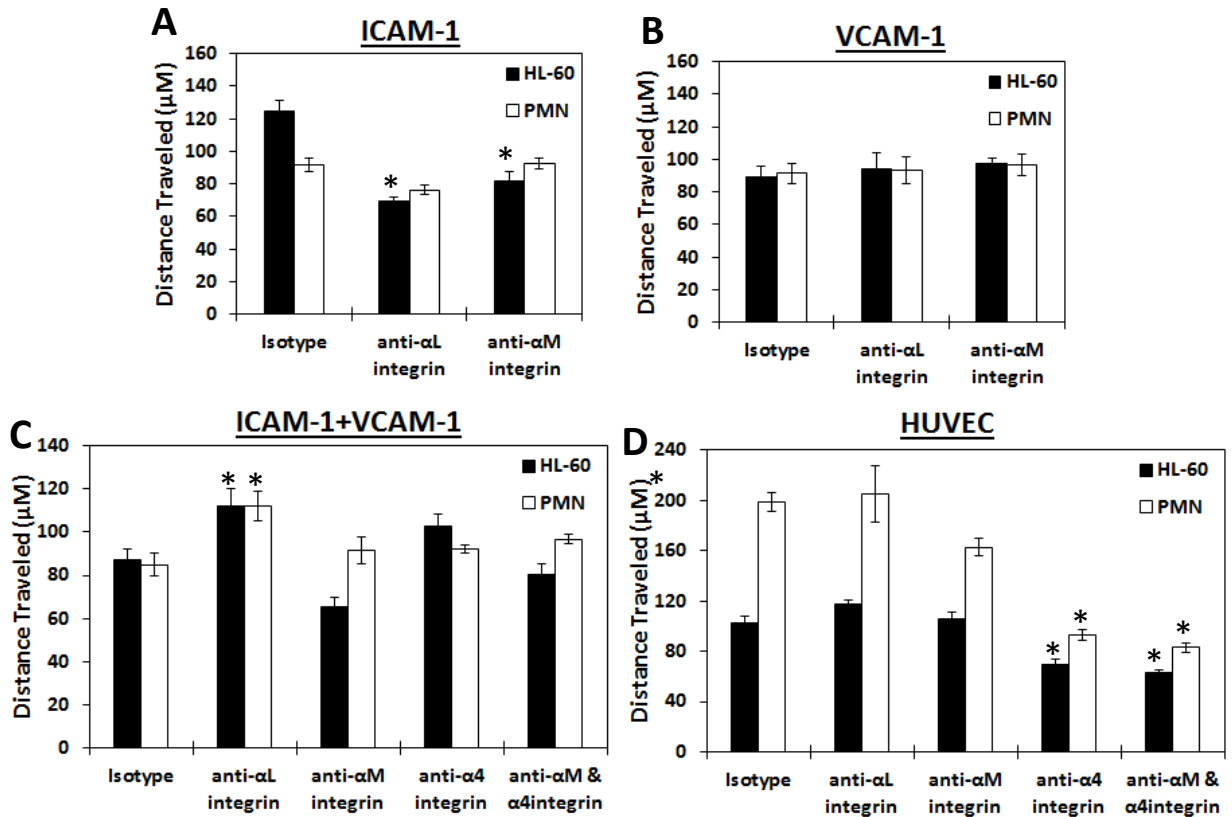 A
ICAM-1
Distance Traveled (µM)
160
140
120
100
80
60
40
20
0
HL-60
PMN
*
*
Isotype
anti-αL
integrin
anti-αM
integrin
B
VCAM-1
Distance Traveled (µM)
160
140
120
100
80
60
40
20
0
HL-60
PMN
Isotype
anti-αL
integrin
anti-αM
integrin
C
ICAM-1+VCAM-1
Distance Traveled (µM)
140
120
100
80
60
40
20
0
HL-60
PMN
* *
Isotype
anti-αL
integrin
anti-αM
integrin
anti-α4
integrin
anti-αM &
α4integrin
D
HUVEC
Distance Traveled (µM)
*
240
200
160
120
80
40
0
HL-60
PMN
* *
* *
Isotype
anti-αL
integrin
anti-αM
integrin
anti-α4
integrin
anti-αM &
α4integrin